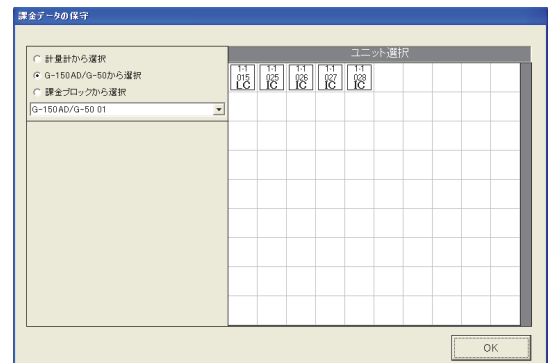 課金データの保守
計量計から選択
G-150AD/G-50から選択
課金ブロックから選択
G-150AD/G-50 01
ユニット選択
1-1 1-1 1-1 1-1 1-1
015 025 026 027 028
LC IC IC IC IC
OK